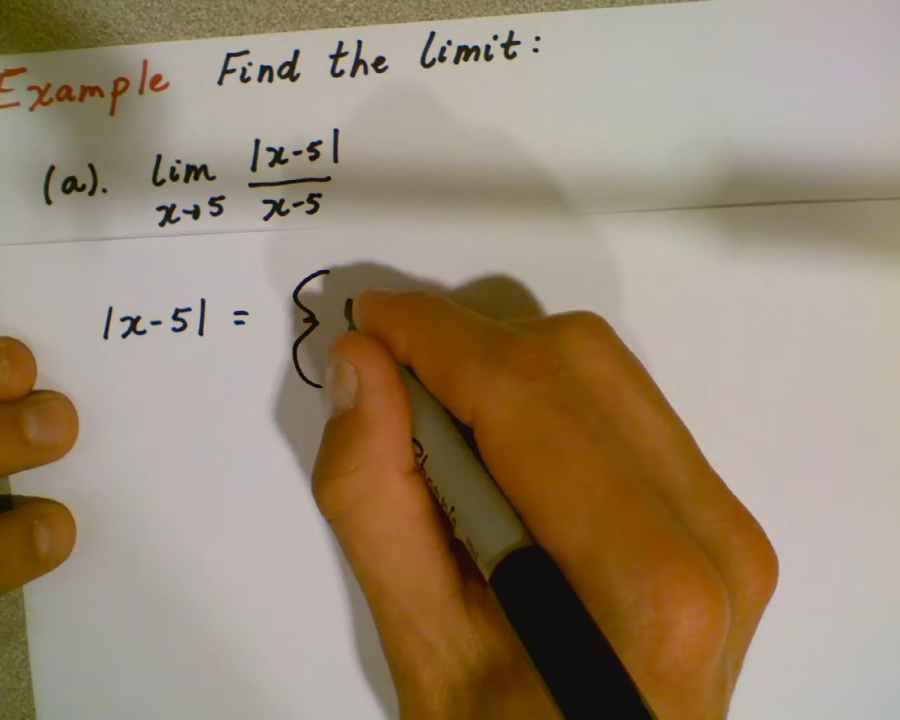 Example Find the limit:
(a). lim |x-5|
x→5 x-5
|x-5| = {